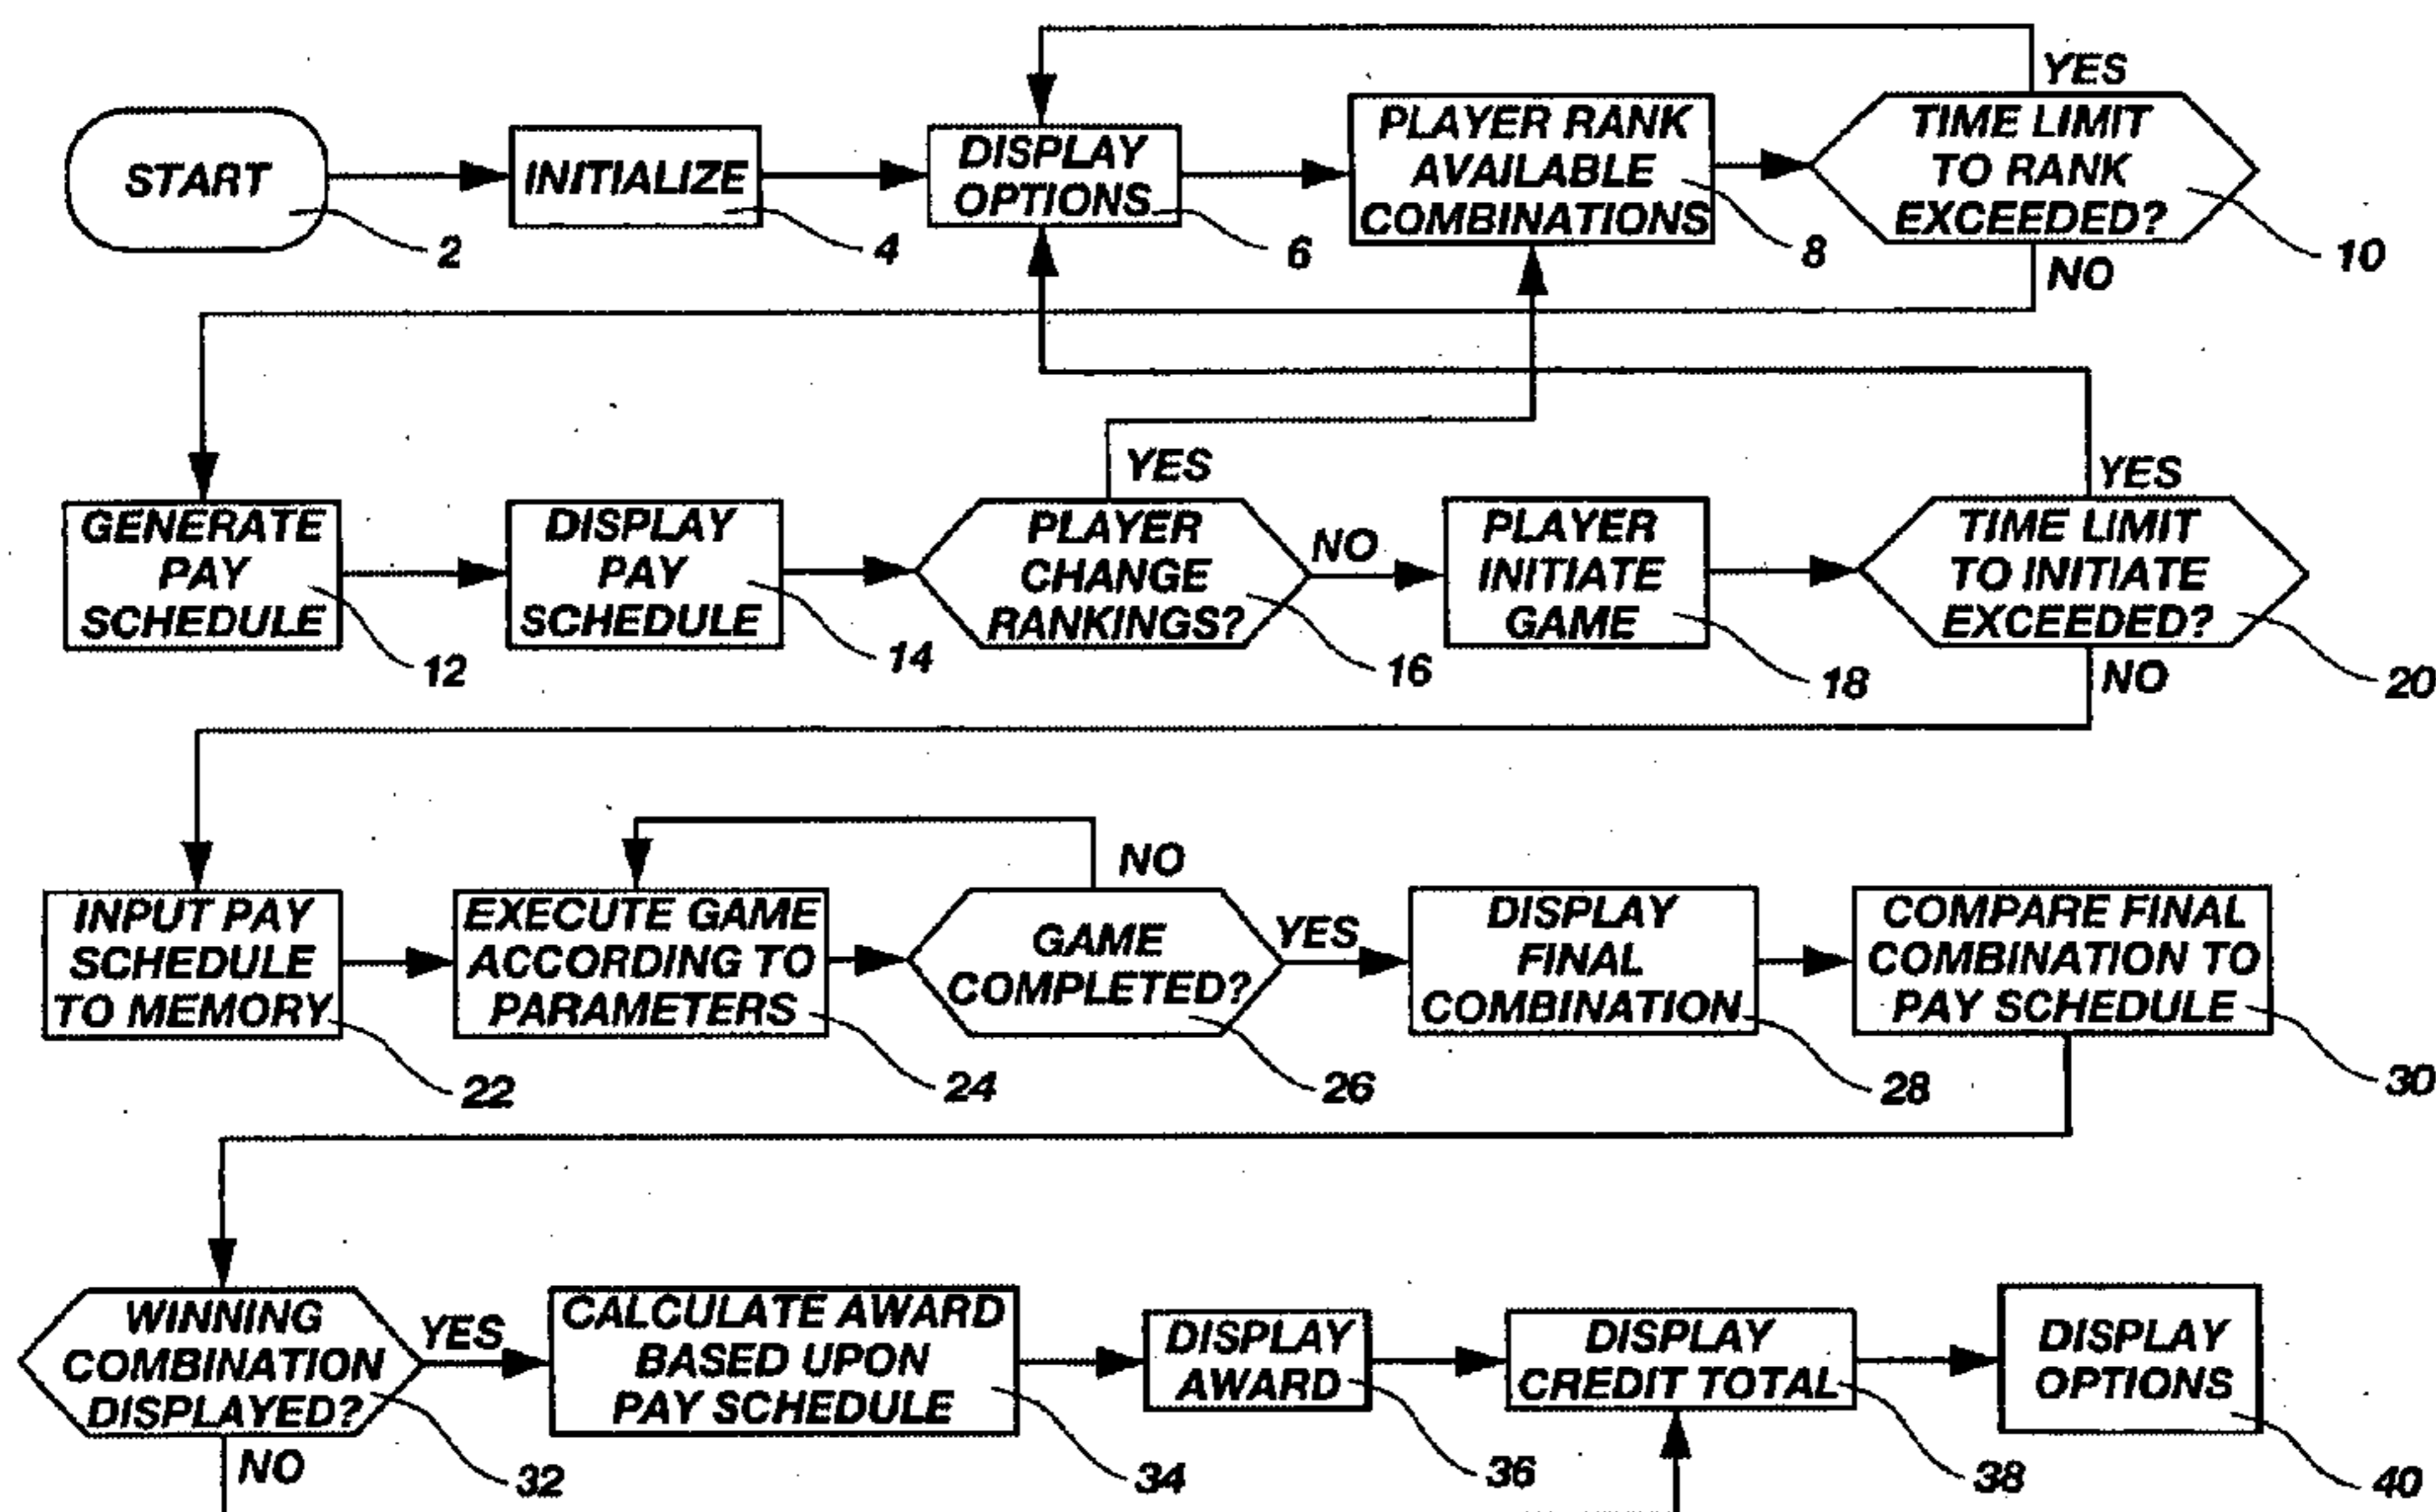 START
2
INITIALIZE
4
DISPLAY
OPTIONS
6
PLAYER RANK
AVAILABLE
COMBINATIONS
8
YES
TIME LIMIT
TO RANK
EXCEEDED?
10
NO
GENERATE
PAY
SCHEDULE
12
DISPLAY
PAY
SCHEDULE
14
YES
PLAYER
CHANGE
RANKINGS?
16
NO
PLAYER
INITIATE
GAME
18
YES
TIME LIMIT
TO INITIATE
EXCEEDED?
20
NO
INPUT PAY
SCHEDULE
TO MEMORY
22
EXECUTE GAME
ACCORDING TO
PARAMETERS
24
NO
GAME
COMPLETED?
26
YES
DISPLAY
FINAL
COMBINATION
28
COMPARE FINAL
COMBINATION TO
PAY SCHEDULE
30
WINNING
COMBINATION
DISPLAYED?
32
YES
NO
CALCULATE AWARD
BASED UPON
PAY SCHEDULE
34
DISPLAY
AWARD
36
DISPLAY
CREDIT TOTAL
38
DISPLAY
OPTIONS
40